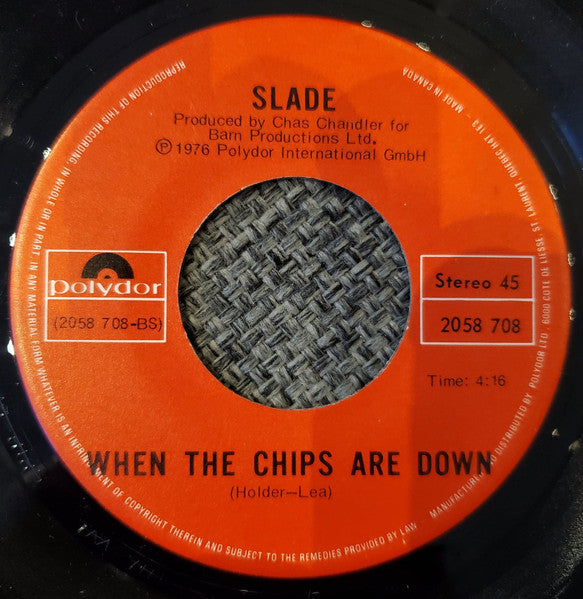 SLADE
Produced by Chas Chandler for
Barn Productions Ltd.
℗ 1976 Polydor International GmbH
polydor
(2058 708-BS)
Stereo 45
2058 708
Time: 4:16
WHEN THE CHIPS ARE DOWN
(Holder—Lea)
REPRODUCTION OF THIS RECORDING, IN WHOLE OR IN PART, IN ANY MATERIAL FORM WHATEVER IS AN INFRINGEMENT OF COPYRIGHT THEREIN AND SUBJECT TO THE REMEDIES PROVIDED BY LAW
MANUFACTURED AND DISTRIBUTED BY POLYDOR LTD · 6000 COTE DE LIESSE, ST LAURENT, QUEBEC H4T 1E3 · MADE IN CANADA